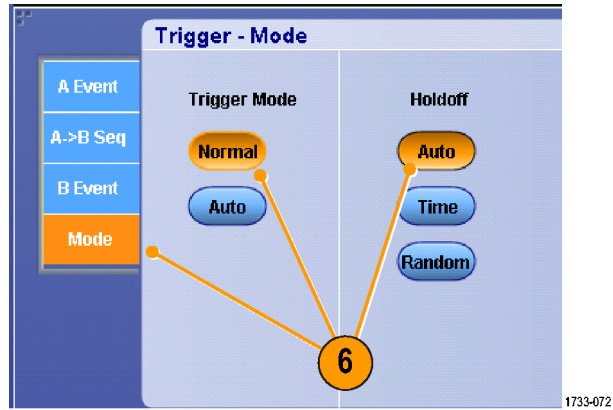 Trigger - Mode
A Event
A->B Seq
B Event
Mode
Trigger Mode
Normal
Auto
Holdoff
Auto
Time
Random
6
1733-072